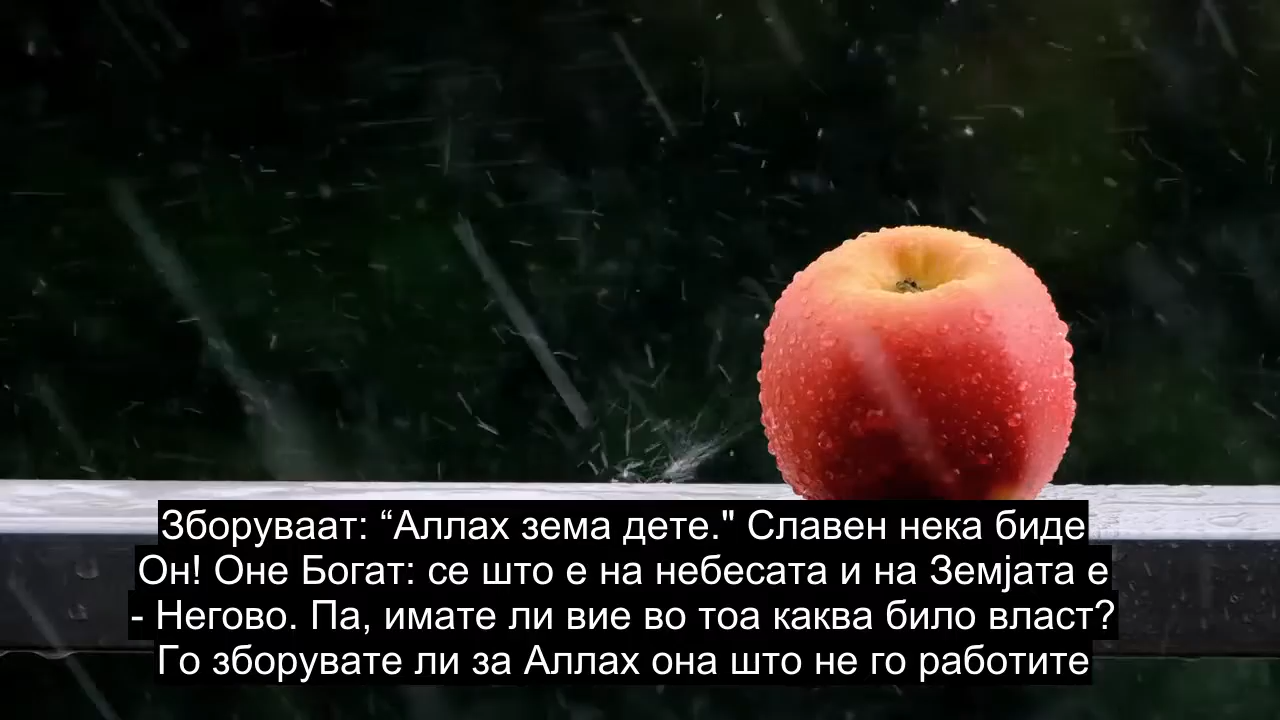 Зборуваат: “Аллах зема дете." Славен нека биде
Он! Оне Богат: се што е на небесата и на Земјата е
- Негово. Па, имате ли вие во тоа каква било власт?
Го зборувате ли за Аллах она што не го работите